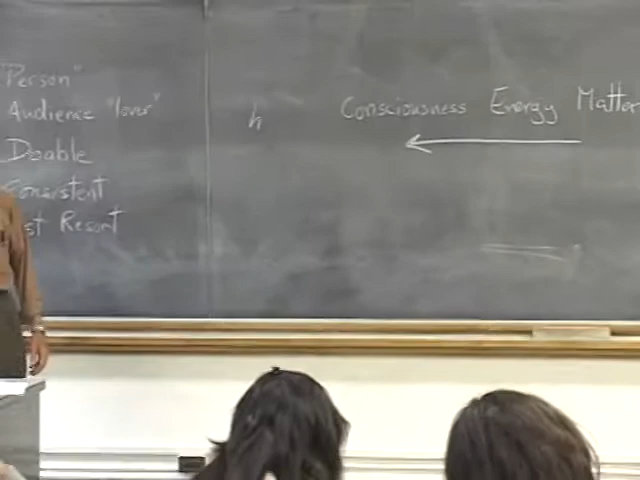 "Person"
Audience "lover"
Doable
Consistent
st Resort
h
Consciousness Energy Matter